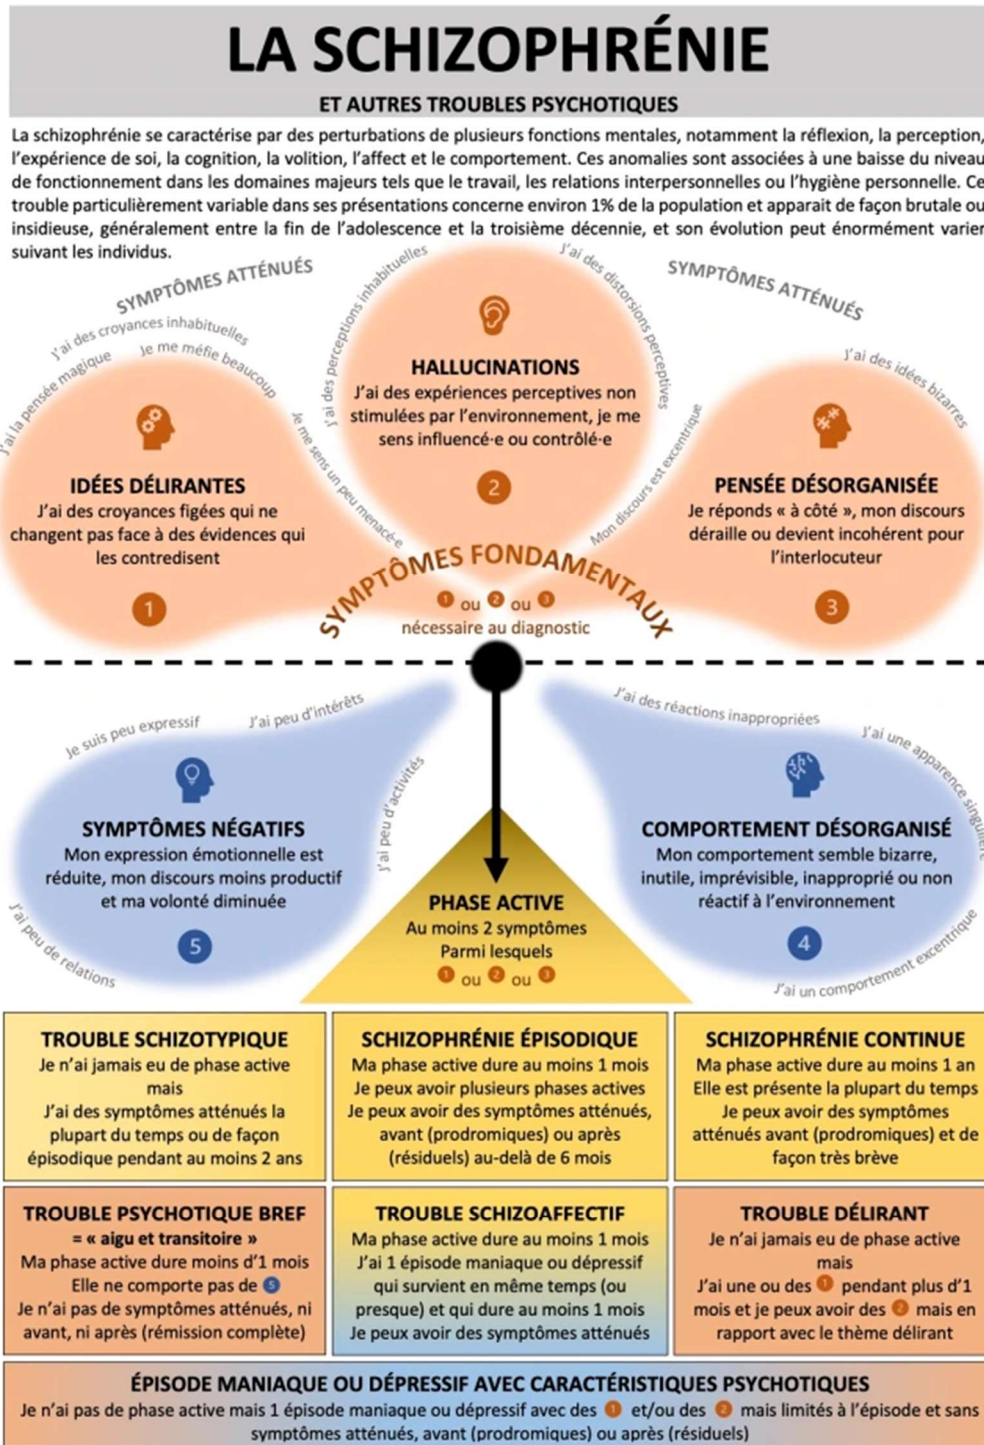 LA SCHIZOPHRÉNIE
ET AUTRES TROUBLES PSYCHOTIQUES
La schizophrénie se caractérise par des perturbations de plusieurs fonctions mentales, notamment la réflexion, la perception,
l'expérience de soi, la cognition, la volition, l'affect et le comportement. Ces anomalies sont associées à une baisse du niveau
de fonctionnement dans les domaines majeurs tels que le travail, les relations interpersonnelles ou l'hygiène personnelle. Ce
trouble particulièrement variable dans ses présentations concerne environ 1% de la population et apparait de façon brutale ou
insidieuse, généralement entre la fin de l'adolescence et la troisième décennie, et son évolution peut énormément varier
suivant les individus.
SYMPTÔMES ATTÉNUÉS
J'ai des croyances inhabituelles
J'ai la pensée magique
Je me méfie beaucoup
Je me sens un peu menacé·e
IDÉES DÉLIRANTES
J'ai des croyances figées qui ne
changent pas face à des évidences qui
les contredisent
1
J'ai des perceptions inhabituelles
J'ai des distorsions perceptives
HALLUCINATIONS
J'ai des expériences perceptives non
stimulées par l'environnement, je me
sens influencé·e ou contrôlé·e
2
SYMPTÔMES ATTÉNUÉS
J'ai des idées bizarres
Mon discours est excentrique
PENSÉE DÉSORGANISÉE
Je réponds « à côté », mon discours
déraille ou devient incohérent pour
l'interlocuteur
3
SYMPTÔMES FONDAMENTAUX
1 ou 2 ou 3
nécessaire au diagnostic
Je suis peu expressif
J'ai peu d'intérêts
J'ai peu d'activités
J'ai peu de relations
SYMPTÔMES NÉGATIFS
Mon expression émotionnelle est
réduite, mon discours moins productif
et ma volonté diminuée
5
PHASE ACTIVE
Au moins 2 symptômes
Parmi lesquels
1 ou 2 ou 3
J'ai des réactions inappropriées
J'ai une apparence singulière
J'ai un comportement excentrique
COMPORTEMENT DÉSORGANISÉ
Mon comportement semble bizarre,
inutile, imprévisible, inapproprié ou non
réactif à l'environnement
4
TROUBLE SCHIZOTYPIQUE
Je n'ai jamais eu de phase active
mais
J'ai des symptômes atténués la
plupart du temps ou de façon
épisodique pendant au moins 2 ans
SCHIZOPHRÉNIE ÉPISODIQUE
Ma phase active dure au moins 1 mois
Je peux avoir plusieurs phases actives
Je peux avoir des symptômes atténués,
avant (prodromiques) ou après
(résiduels) au-delà de 6 mois
SCHIZOPHRÉNIE CONTINUE
Ma phase active dure au moins 1 an
Elle est présente la plupart du temps
Je peux avoir des symptômes
atténués avant (prodromiques) et de
façon très brève
TROUBLE PSYCHOTIQUE BREF
= « aigu et transitoire »
Ma phase active dure moins d'1 mois
Elle ne comporte pas de 5
Je n'ai pas de symptômes atténués, ni
avant, ni après (rémission complète)
TROUBLE SCHIZOAFFECTIF
Ma phase active dure au moins 1 mois
J'ai 1 épisode maniaque ou dépressif
qui survient en même temps (ou
presque) et qui dure au moins 1 mois
Je peux avoir des symptômes atténués
TROUBLE DÉLIRANT
Je n'ai jamais eu de phase active
mais
J'ai une ou des 1 pendant plus d'1
mois et je peux avoir des 2 mais en
rapport avec le thème délirant
ÉPISODE MANIAQUE OU DÉPRESSIF AVEC CARACTÉRISTIQUES PSYCHOTIQUES
Je n'ai pas de phase active mais 1 épisode maniaque ou dépressif avec des 1 et/ou des 2 mais limités à l'épisode et sans
symptômes atténués, avant (prodromiques) ou après (résiduels)